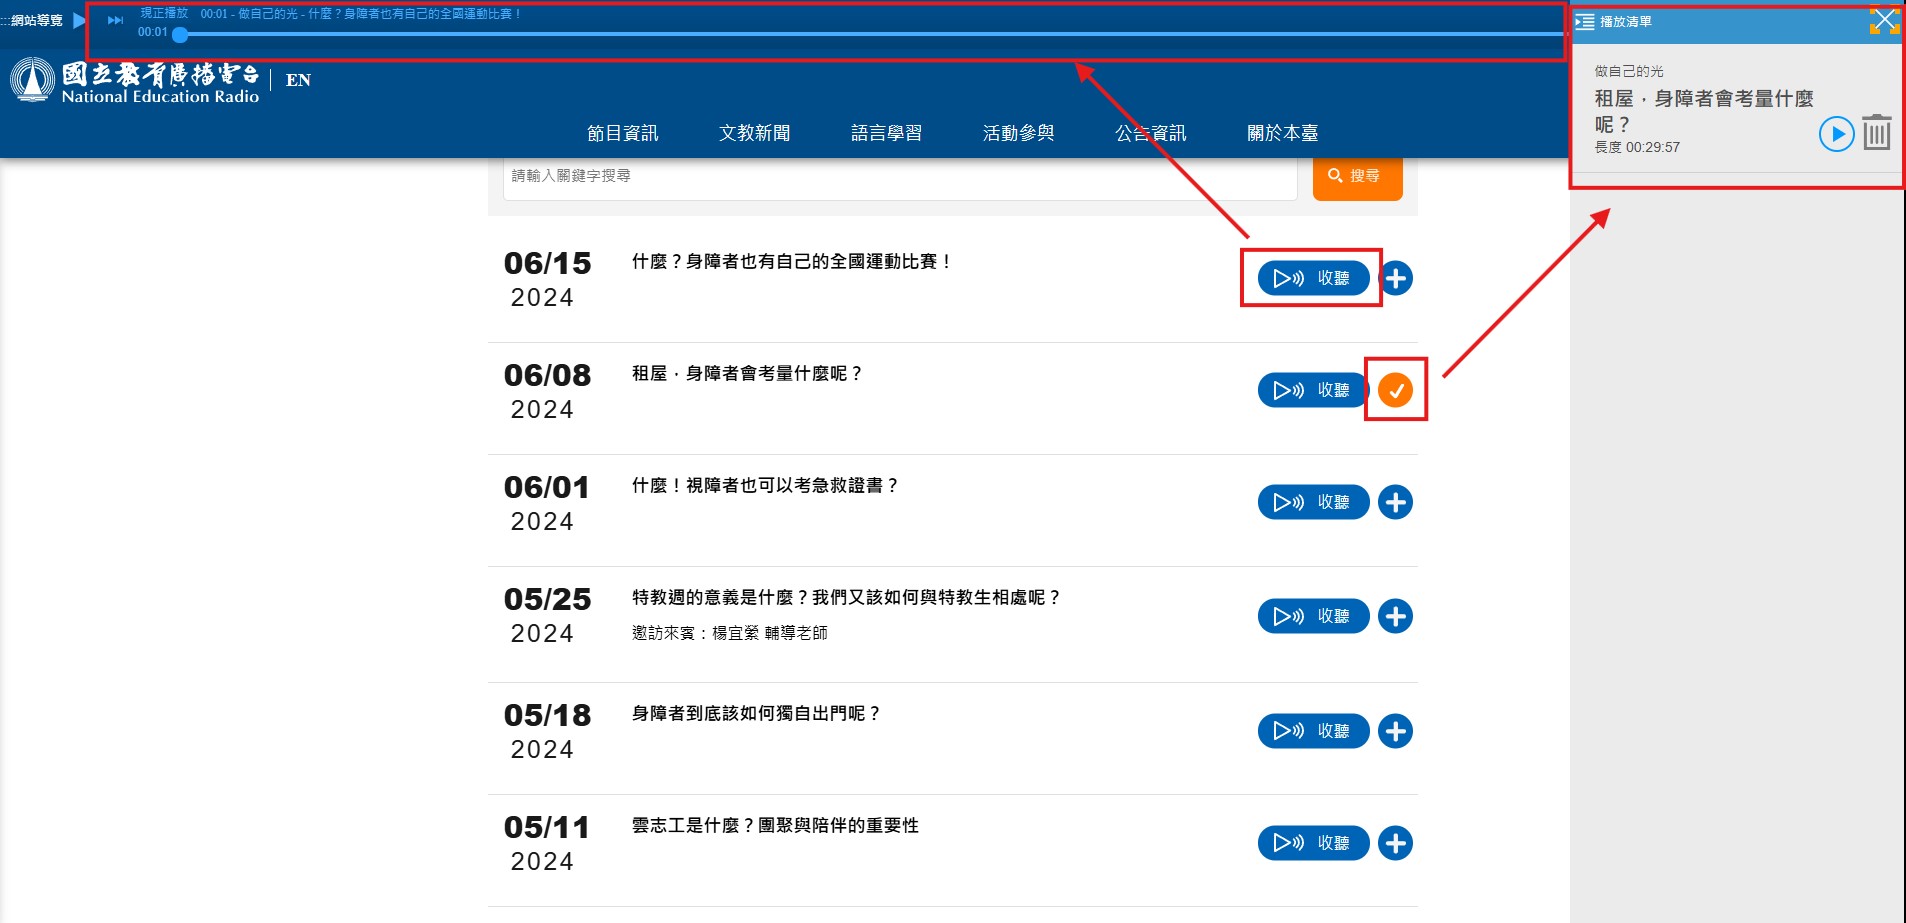 :::網站導覽
現正播放 00:01 - 做自己的光 - 什麼？身障者也有自己的全國運動比賽！
00:01
播放清單
國立教育廣播電台
National Education Radio
EN
節目資訊 文教新聞 語言學習 活動參與 公告資訊 關於本臺
做自己的光
租屋，身障者會考量什麼
呢？
長度 00:29:57
請輸入關鍵字搜尋
搜尋
06/15
2024
什麼？身障者也有自己的全國運動比賽！
收聽
06/08
2024
租屋，身障者會考量什麼呢？
收聽
06/01
2024
什麼！視障者也可以考急救證書？
收聽
05/25
2024
特教週的意義是什麼？我們又該如何與特教生相處呢？
邀訪來賓：楊宜縈 輔導老師
收聽
05/18
2024
身障者到底該如何獨自出門呢？
收聽
05/11
2024
雲志工是什麼？團聚與陪伴的重要性
收聽